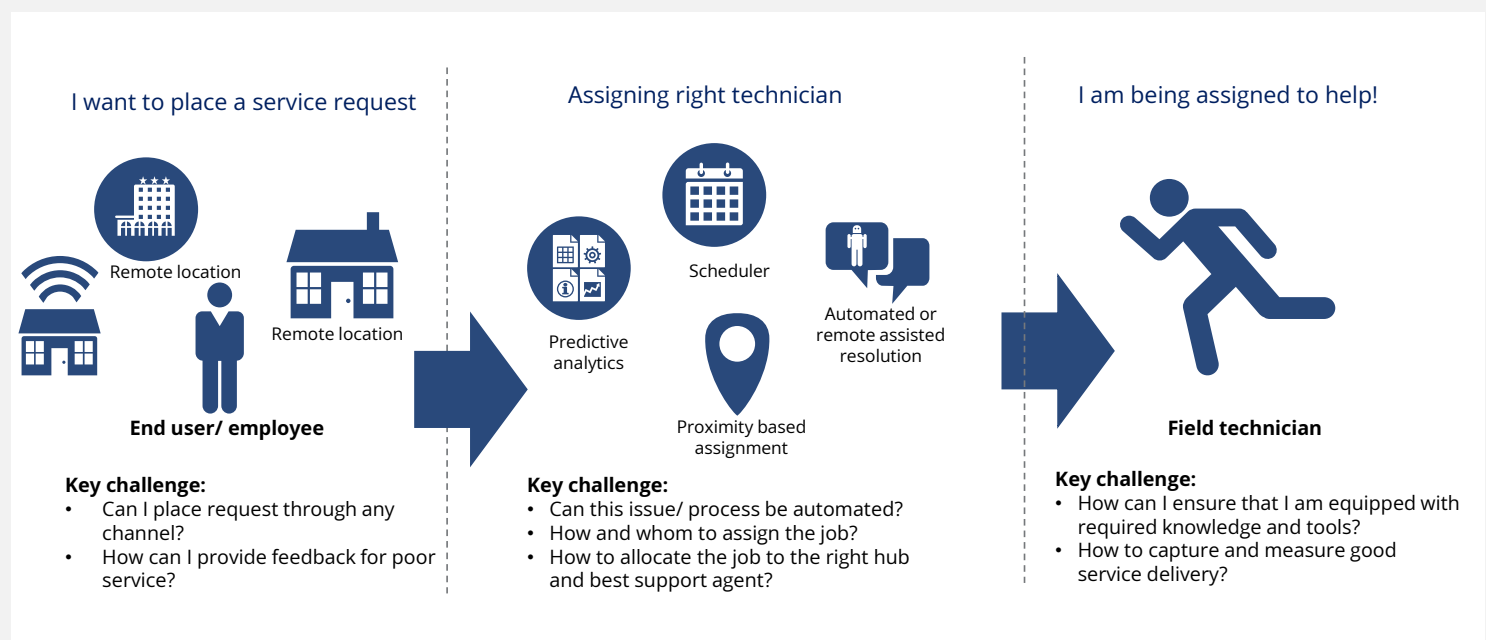 I want to place a service request
Remote location
Remote location
End user/ employee
Key challenge:
• Can I place request through any
channel?
• How can I provide feedback for poor
service?
Assigning right technician
Scheduler
Predictive
analytics
Automated or
remote assisted
resolution
Proximity based
assignment
Key challenge:
• Can this issue/ process be automated?
• How and whom to assign the job?
• How to allocate the job to the right hub
and best support agent?
I am being assigned to help!
Field technician
Key challenge:
• How can I ensure that I am equipped with
required knowledge and tools?
• How to capture and measure good
service delivery?